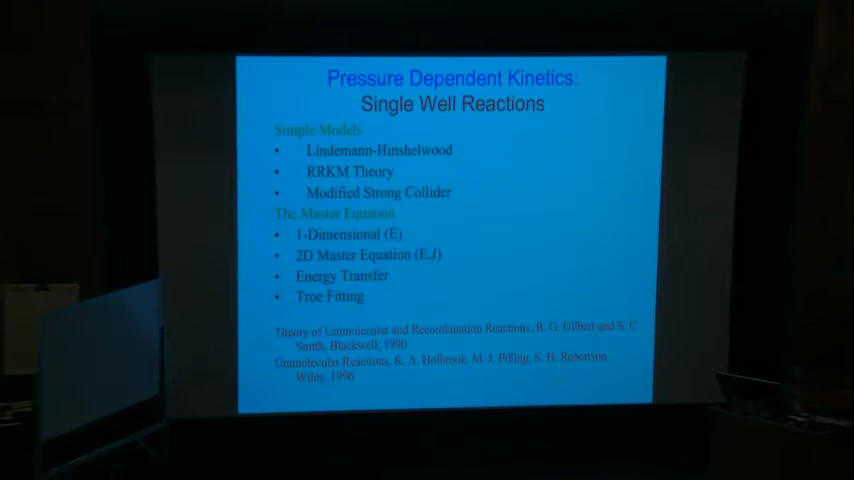 Pressure Dependent Kinetics:
Single Well Reactions
Simple Models
• Lindemann-Hinshelwood
• RRKM Theory
• Modified Strong Collider
The Master Equation
• 1-Dimensional (E)
• 2D Master Equation (E,J)
• Energy Transfer
• Troe Fitting
Theory of Unimolecular and Recombination Reactions, R. G. Gilbert and S. C.
Smith, Blackwell, 1990
Unimolecular Reactions, K. A. Holbrook, M. J. Pilling, S. H. Robertson
Wiley, 1996